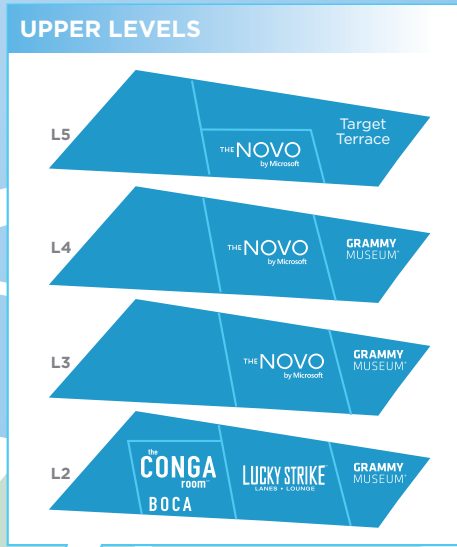 UPPER LEVELS
L5
Target
Terrace
THE NOVO
by Microsoft
L4
THE NOVO
by Microsoft
GRAMMY
MUSEUM®
L3
THE NOVO
by Microsoft
GRAMMY
MUSEUM®
L2
the
CONGA
room™
BOCA
LUCKY STRIKE
LANES + LOUNGE
GRAMMY
MUSEUM®